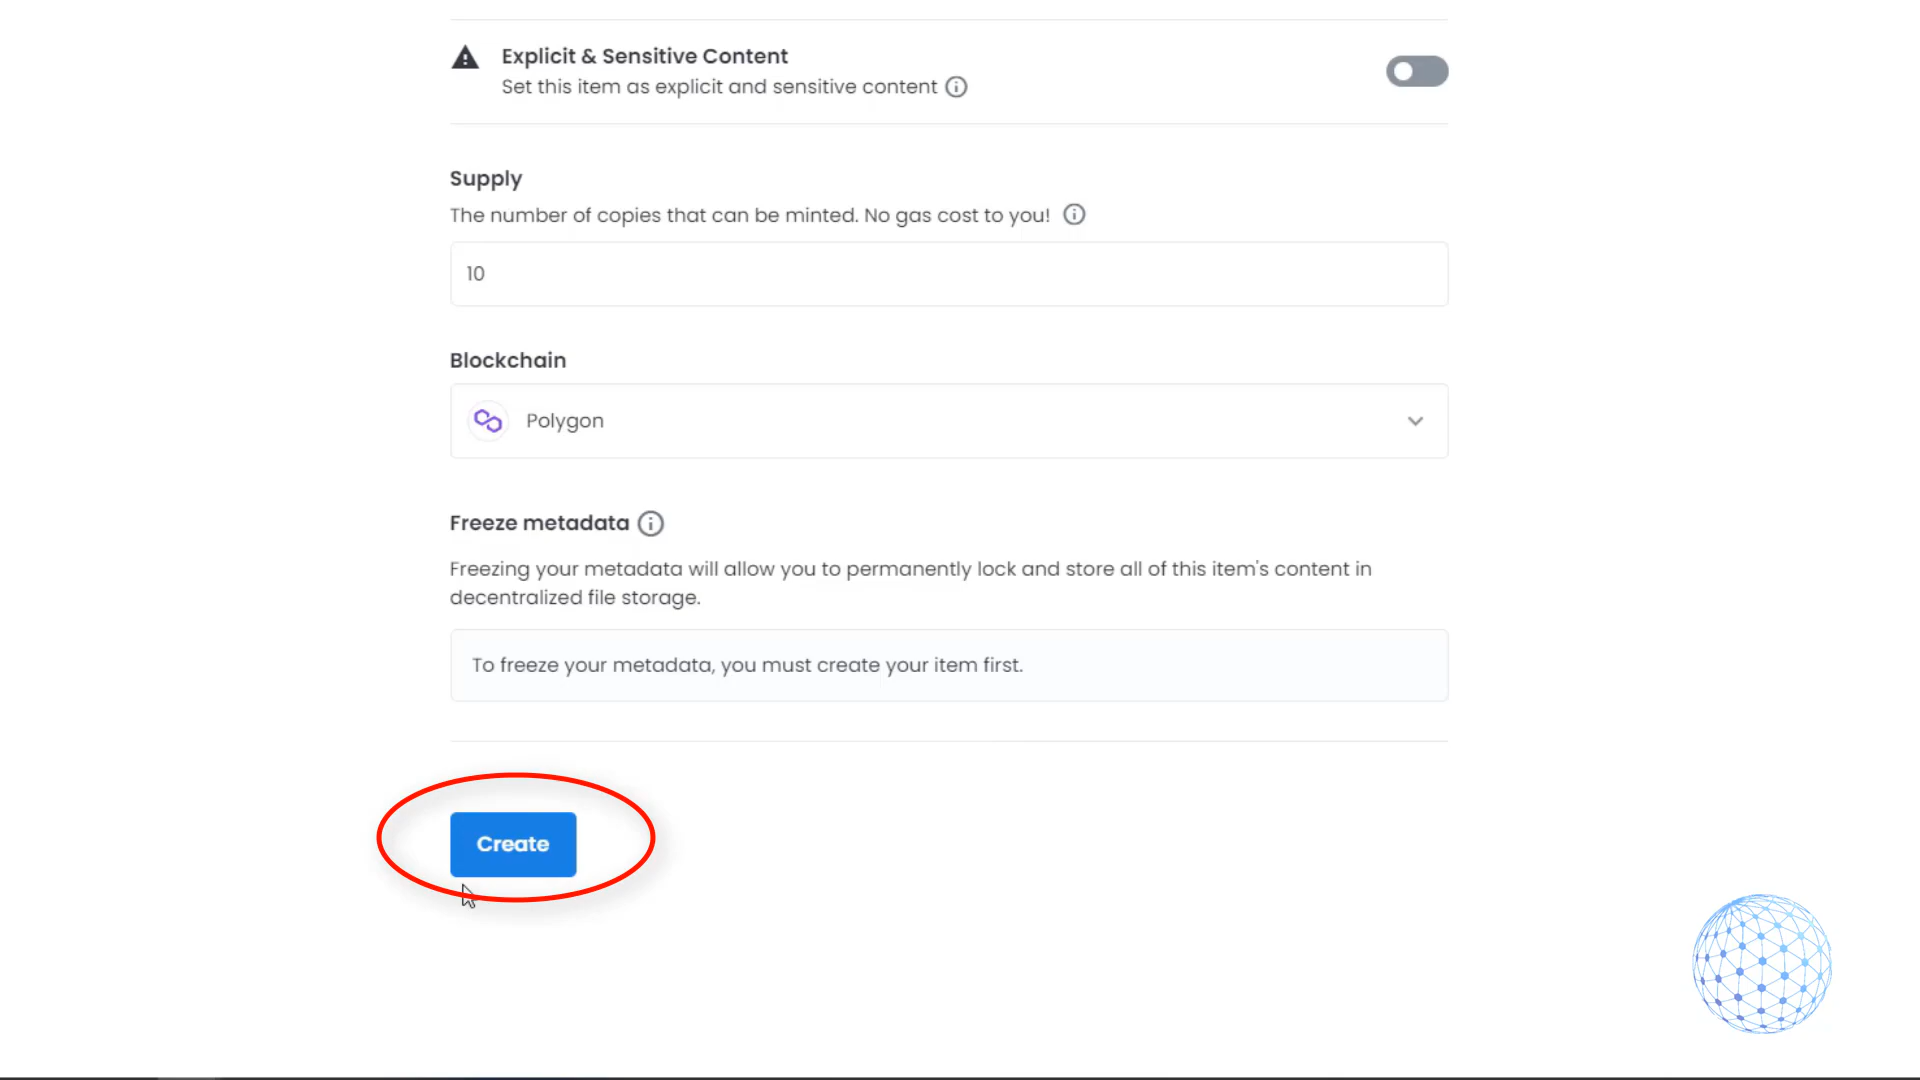 Explicit & Sensitive Content
Set this item as explicit and sensitive content
Supply
The number of copies that can be minted. No gas cost to you!
10
Blockchain
Polygon
Freeze metadata
Freezing your metadata will allow you to permanently lock and store all of this item's content in
decentralized file storage.
To freeze your metadata, you must create your item first.
Create